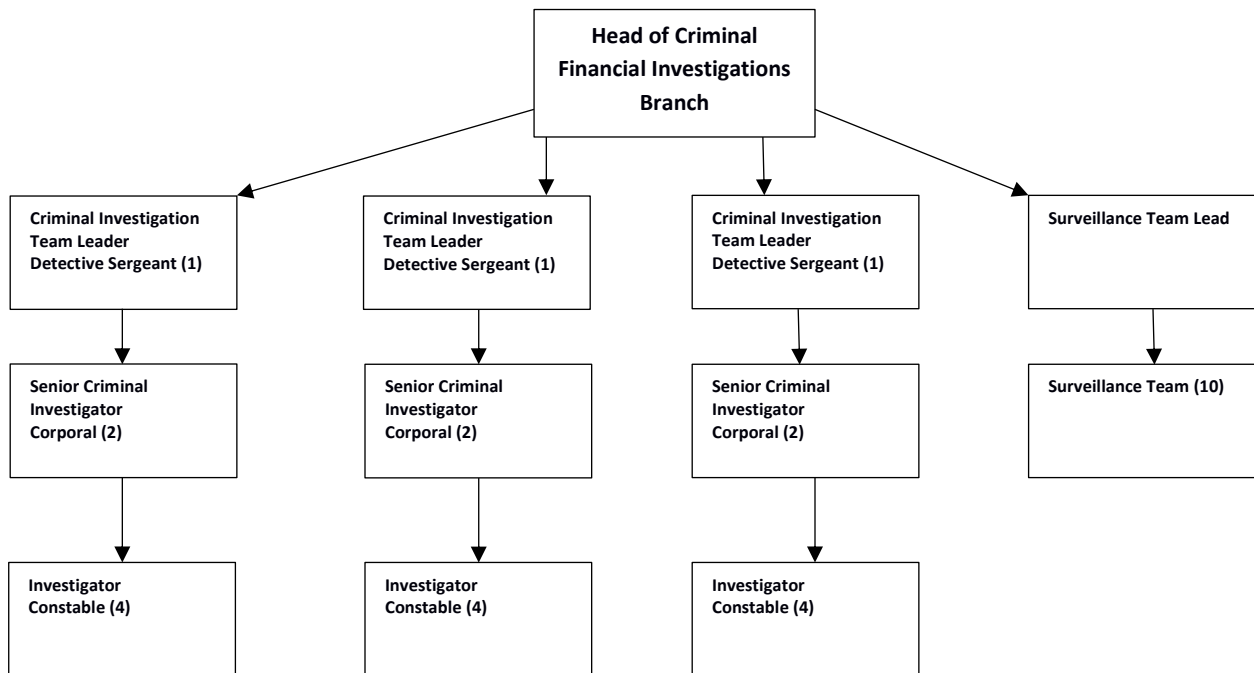 Head of Criminal
Financial Investigations
Branch
Criminal Investigation
Team Leader
Detective Sergeant (1)
Criminal Investigation
Team Leader
Detective Sergeant (1)
Criminal Investigation
Team Leader
Detective Sergeant (1)
Surveillance Team Lead
Senior Criminal
Investigator
Corporal (2)
Senior Criminal
Investigator
Corporal (2)
Senior Criminal
Investigator
Corporal (2)
Surveillance Team (10)
Investigator
Constable (4)
Investigator
Constable (4)
Investigator
Constable (4)